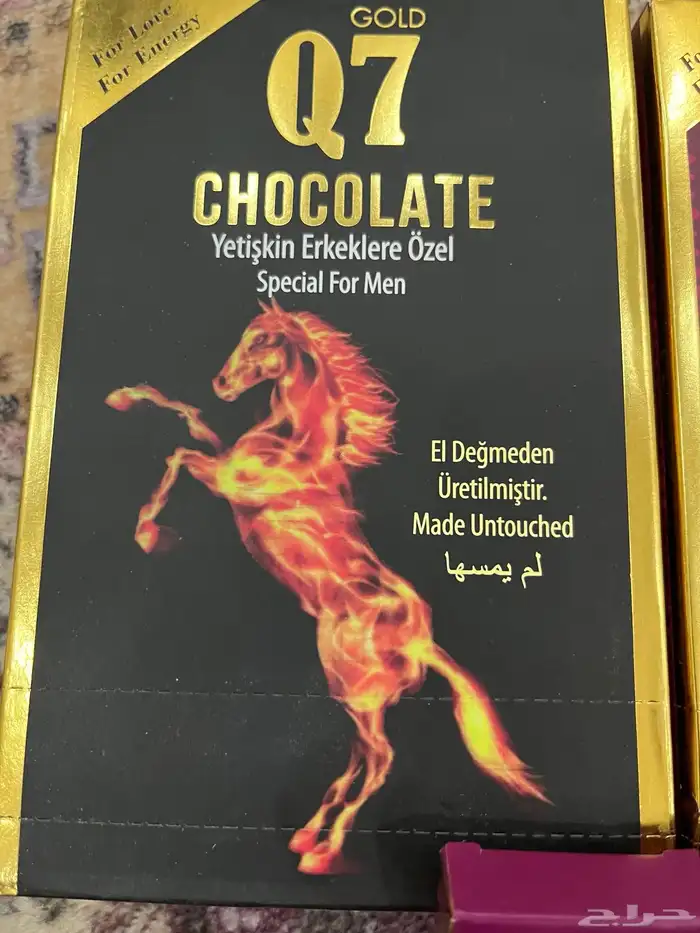 For Love
For Energy
GOLD
Q7
CHOCOLATE
Yetişkin Erkeklere Özel
Special For Men
El Değmeden
Üretilmiştir.
Made Untouched
لم يمسها
حراج